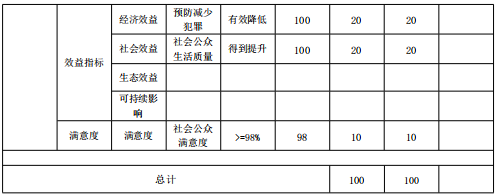 效益指标
经济效益 预防减少犯罪 有效降低 100 20 20
社会效益 社会公众生活质量 得到提升 100 20 20
生态效益
可持续影响
满意度 满意度 社会公众满意度 >=98% 98 10 10
总计 100 100